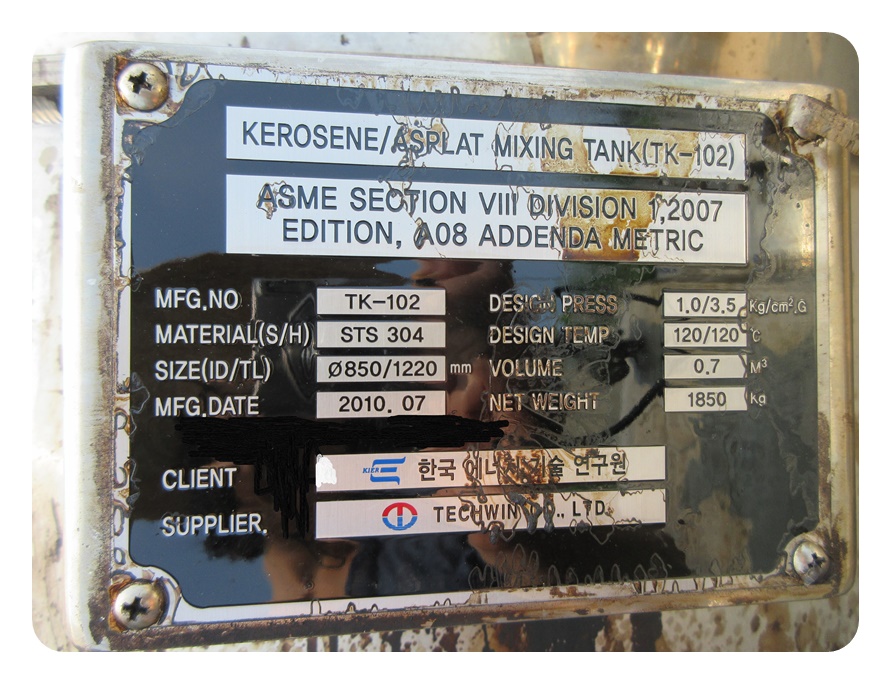 KEROSENE/ASPLAT MIXING TANK(TK-102)
ASME SECTION VIII DIVISION 1,2007
EDITION, A08 ADDENDA METRIC
MFG.NO TK-102 DESIGN PRESS 1.0/3.5 Kg/cm².G
MATERIAL(S/H) STS 304 DESIGN TEMP 120/120 ℃
SIZE(ID/TL) Ø850/1220 mm VOLUME 0.7 M³
MFG.DATE 2010. 07 NET WEIGHT 1850 kg
CLIENT KIER 한국 에너지 기술 연구원
SUPPLIER. TECHWIN CO., LTD.